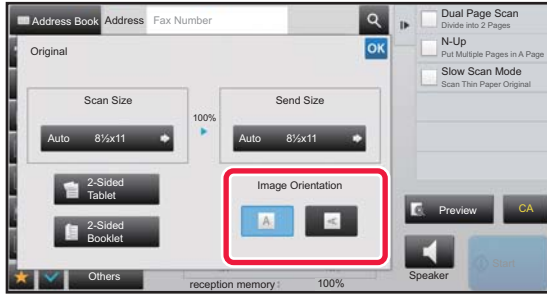 Address Book Address Fax Number
Original
OK
Scan Size
100%
Send Size
Auto 8½x11
Auto 8½x11
2-Sided
Tablet
2-Sided
Booklet
Image Orientation
A
A
Others
reception memory: 100%
Dual Page Scan
Divide into 2 Pages
N-Up
Put Multiple Pages in A Page
Slow Scan Mode
Scan Thin Paper Original
Preview
CA
Speaker
Start